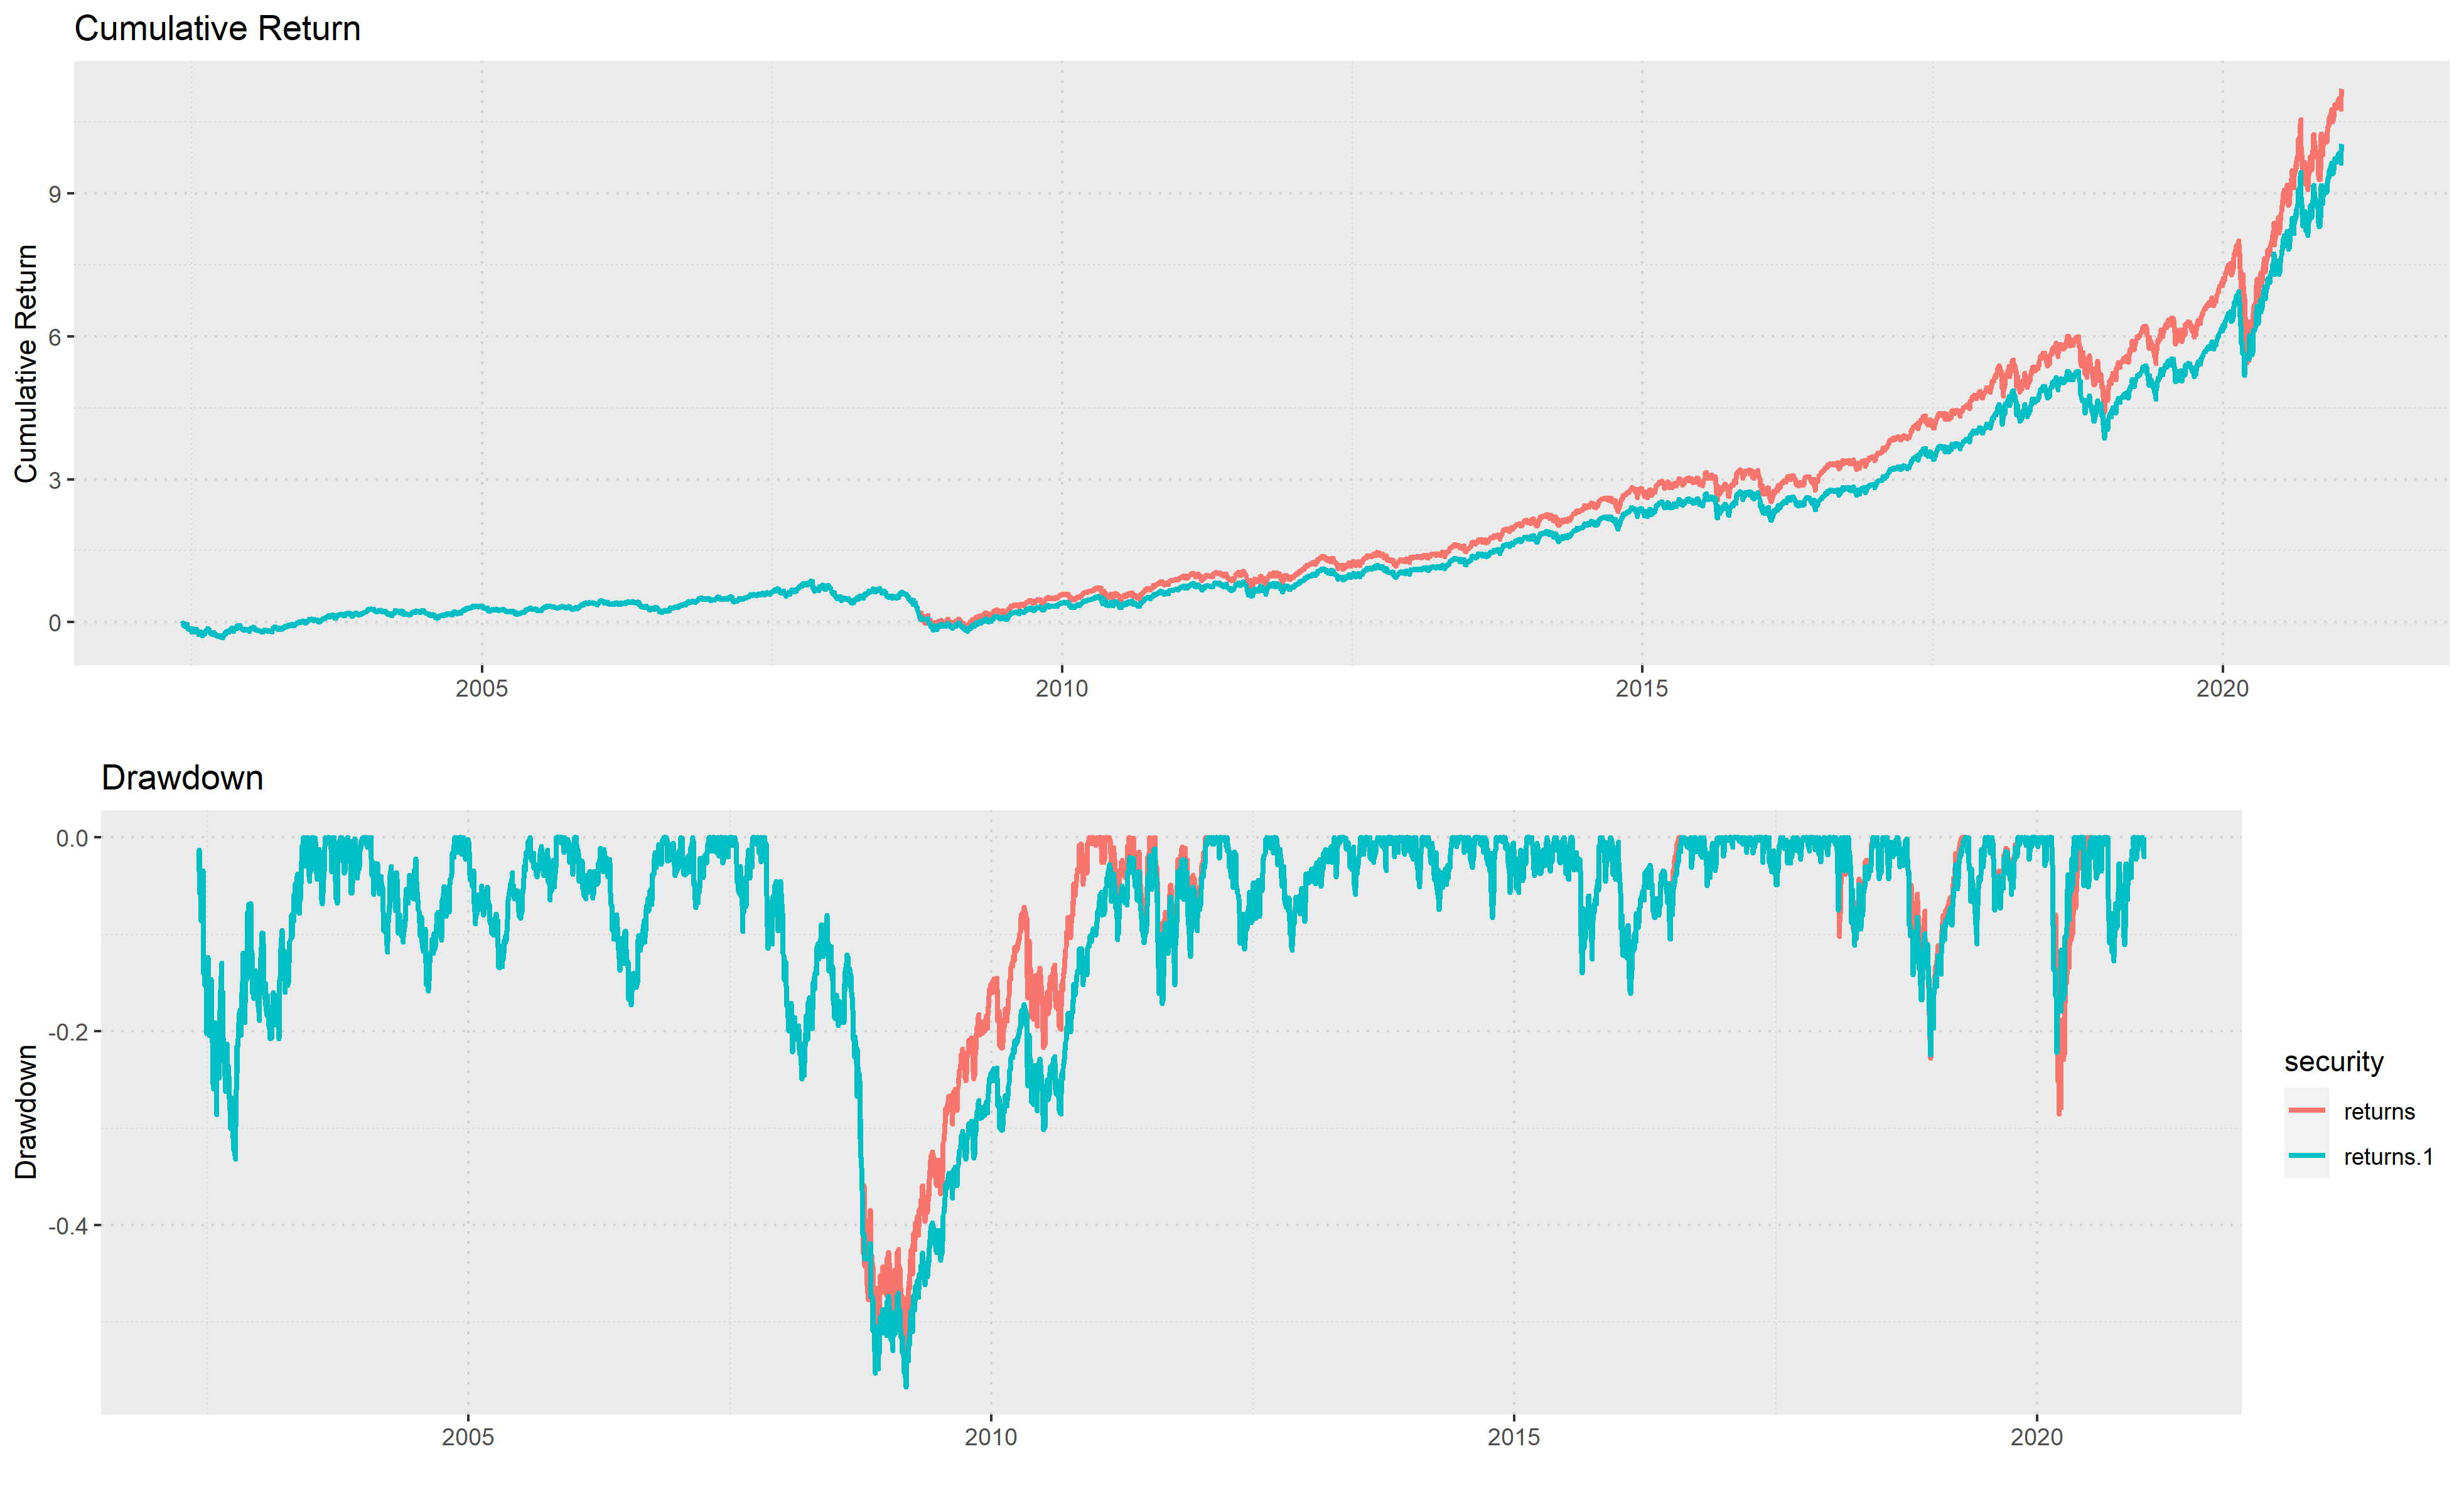 Cumulative Return
Cumulative Return
9
6
3
0
2005
2010
2015
2020
Drawdown
Drawdown
0.0
-0.2
-0.4
2005
2010
2015
2020
security
returns
returns.1